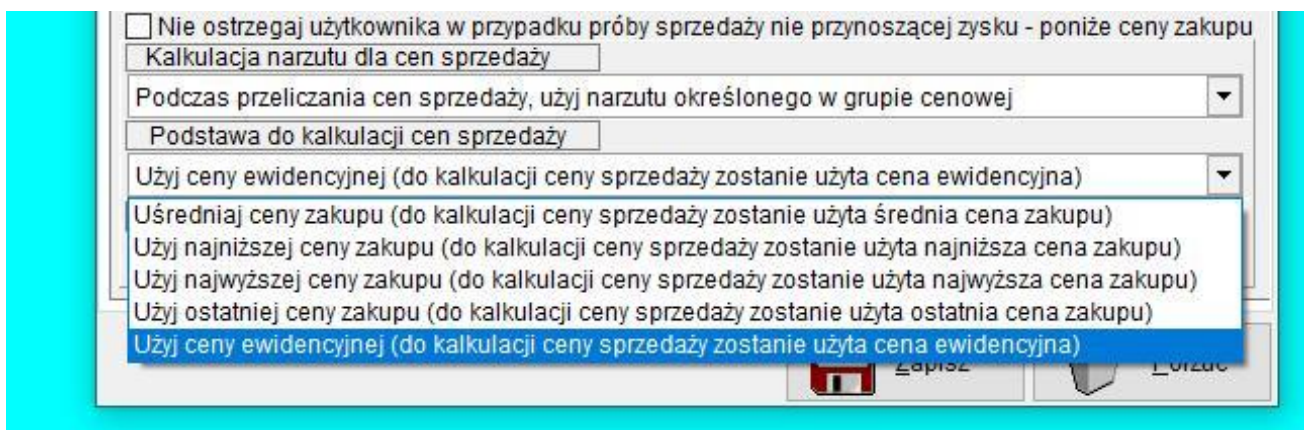 Nie ostrzegaj użytkownika w przypadku próby sprzedaży nie przynoszącej zysku - poniże ceny zakupu
Kalkulacja narzutu dla cen sprzedaży
Podczas przeliczania cen sprzedaży, użyj narzutu określonego w grupie cenowej
Podstawa do kalkulacji cen sprzedaży
Użyj ceny ewidencyjnej (do kalkulacji ceny sprzedaży zostanie użyta cena ewidencyjna)
Uśredniaj ceny zakupu (do kalkulacji ceny sprzedaży zostanie użyta średnia cena zakupu)
Użyj najniższej ceny zakupu (do kalkulacji ceny sprzedaży zostanie użyta najniższa cena zakupu)
Użyj najwyższej ceny zakupu (do kalkulacji ceny sprzedaży zostanie użyta najwyższa cena zakupu)
Użyj ostatniej ceny zakupu (do kalkulacji ceny sprzedaży zostanie użyta ostatnia cena zakupu)
Użyj ceny ewidencyjnej (do kalkulacji ceny sprzedaży zostanie użyta cena ewidencyjna)
Zapisz